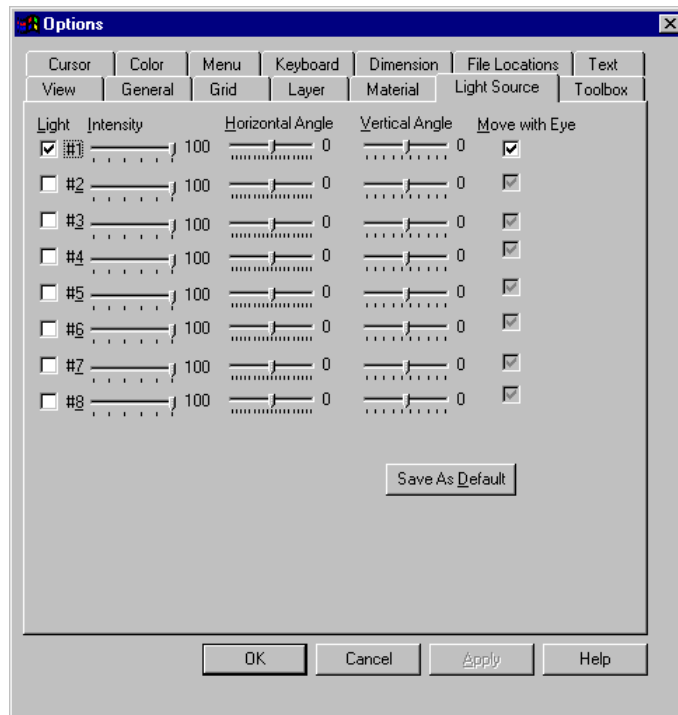 Options
Cursor Color Menu Keyboard Dimension File Locations Text
View General Grid Layer Material Light Source Toolbox
Light Intensity Horizontal Angle Vertical Angle Move with Eye
#1 100 0 0
#2 100 0 0
#3 100 0 0
#4 100 0 0
#5 100 0 0
#6 100 0 0
#7 100 0 0
#8 100 0 0
Save As Default
OK Cancel Apply Help